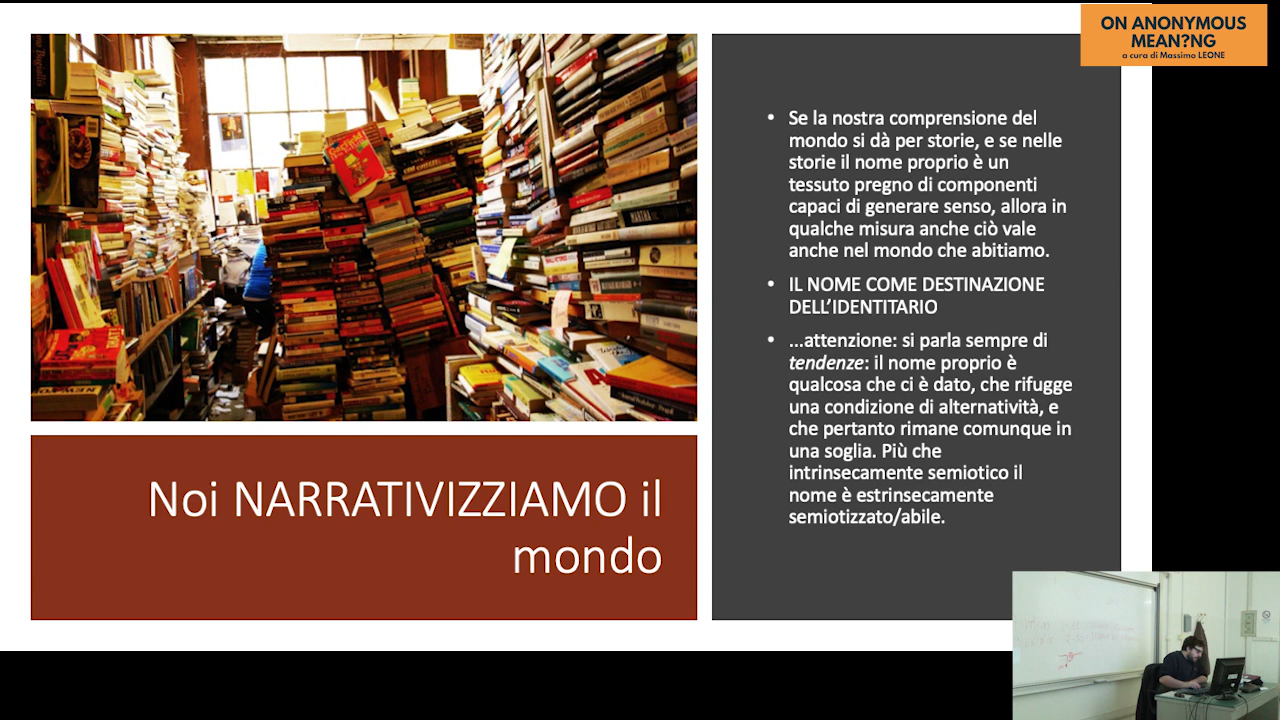 ON ANONYMOUS
MEAN?NG
a cura di Massimo LEONE
Se la nostra comprensione del
mondo si dà per storie, e se nelle
storie il nome proprio è un
tessuto pregno di componenti
capaci di generare senso, allora in
qualche misura anche ciò vale
anche nel mondo che abitiamo.
IL NOME COME DESTINAZIONE
DELL'IDENTITARIO
...attenzione: si parla sempre di
tendenze: il nome proprio è
qualcosa che ci è dato, che rifugge
una condizione di alternatività, e
che pertanto rimane comunque in
una soglia. Più che
intrinsecamente semiotico il
nome è estrinsecamente
semiotizzato/abile.
Noi NARRATIVIZZIAMO il
mondo